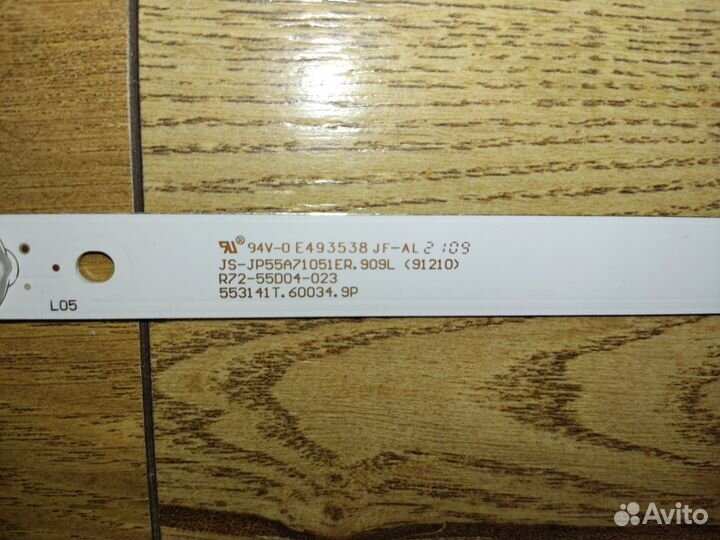 94V-0 E493538 JF-AL 2109
JS-JP55A71051ER.909L (91210)
R72-55D04-023
553141T.60034.9P
L05
Avito